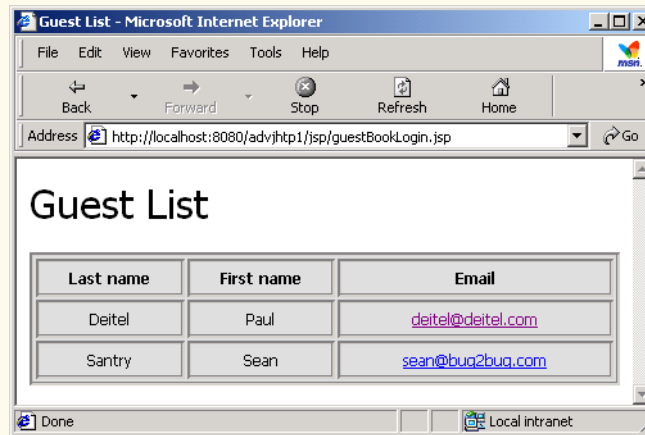 Guest List - Microsoft Internet Explorer
File Edit View Favorites Tools Help
msn.
Back Forward Stop Refresh Home
Address http://localhost:8080/advjhtp1/jsp/guestBookLogin.jsp Go
Guest List
Last name First name Email
Deitel Paul deitel@deitel.com
Santry Sean sean@bug2bug.com
Done Local intranet